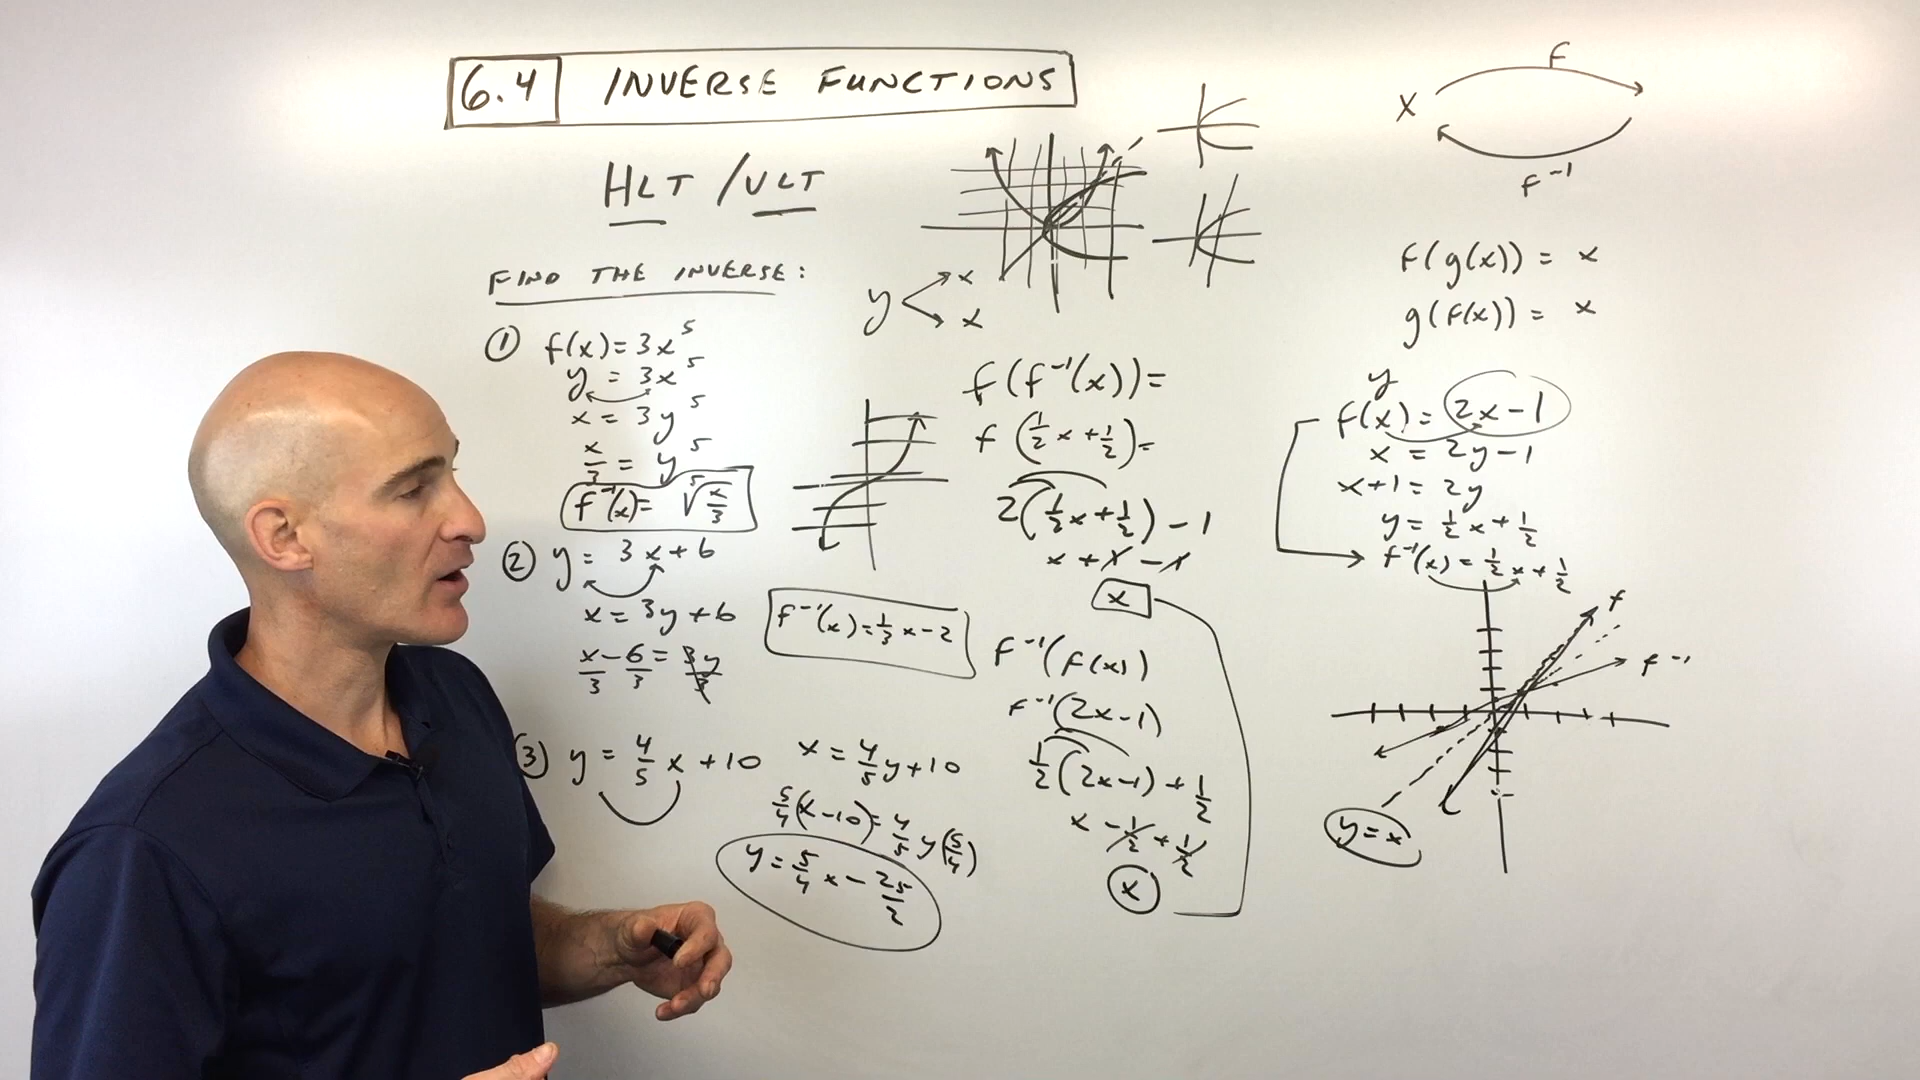 6.4 INVERSE FUNCTIONS
HLT / VLT
FIND THE INVERSE:
① f(x) = 3x⁵
y = 3x⁵
x = 3y⁵
x/3 = y⁵
f⁻¹(x) = ⁵√(x/3)
② y = 3x + 6
x = 3y + 6
x/3 - 6/3 = 3y/3
f⁻¹(x) = 1/3 x - 2
③ y = 4/5 x + 10
x = 4/5 y + 10
5/4 (x - 10) = 4/5 y (5/4)
y = 5/4 x - 25/2
y
x
x
f(f⁻¹(x)) =
f(1/2 x + 1/2) =
2(1/2 x + 1/2) - 1
x + 1 - 1
x
f⁻¹(f(x))
f⁻¹(2x - 1)
1/2 (2x - 1) + 1/2
x - 1/2 + 1/2
x
f
x
f⁻¹
f(g(x)) = x
g(f(x)) = x
y
f(x) = 2x - 1
x = 2y - 1
x + 1 = 2y
y = 1/2 x + 1/2
f⁻¹(x) = 1/2 x + 1/2
f
f⁻¹
y = x